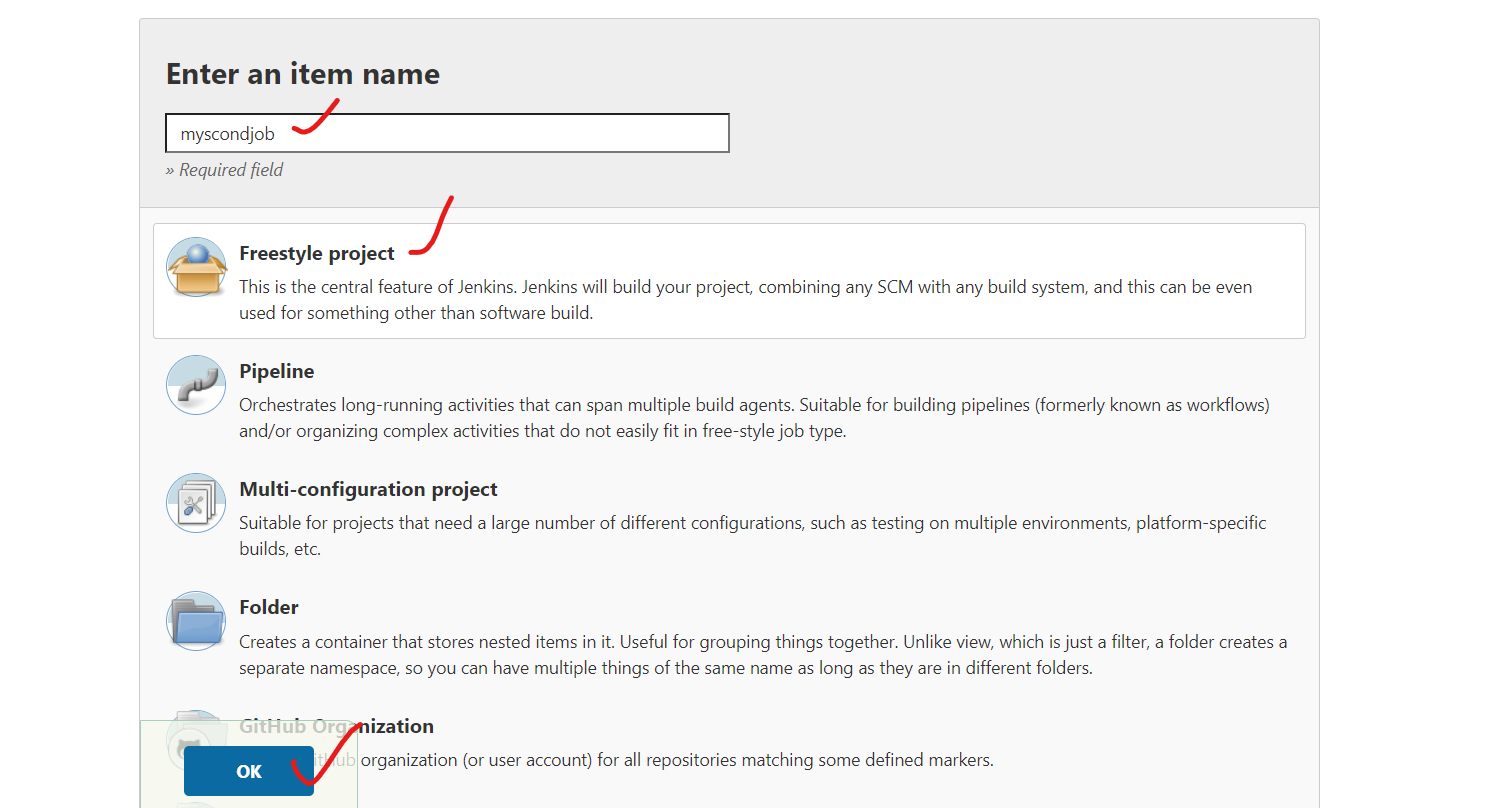 Enter an item name
myscondjob
» Required field
Freestyle project
This is the central feature of Jenkins. Jenkins will build your project, combining any SCM with any build system, and this can be even
used for something other than software build.
Pipeline
Orchestrates long-running activities that can span multiple build agents. Suitable for building pipelines (formerly known as workflows)
and/or organizing complex activities that do not easily fit in free-style job type.
Multi-configuration project
Suitable for projects that need a large number of different configurations, such as testing on multiple environments, platform-specific
builds, etc.
Folder
Creates a container that stores nested items in it. Useful for grouping things together. Unlike view, which is just a filter, a folder creates a
separate namespace, so you can have multiple things of the same name as long as they are in different folders.
GitHub Organization
organization (or user account) for all repositories matching some defined markers.
OK